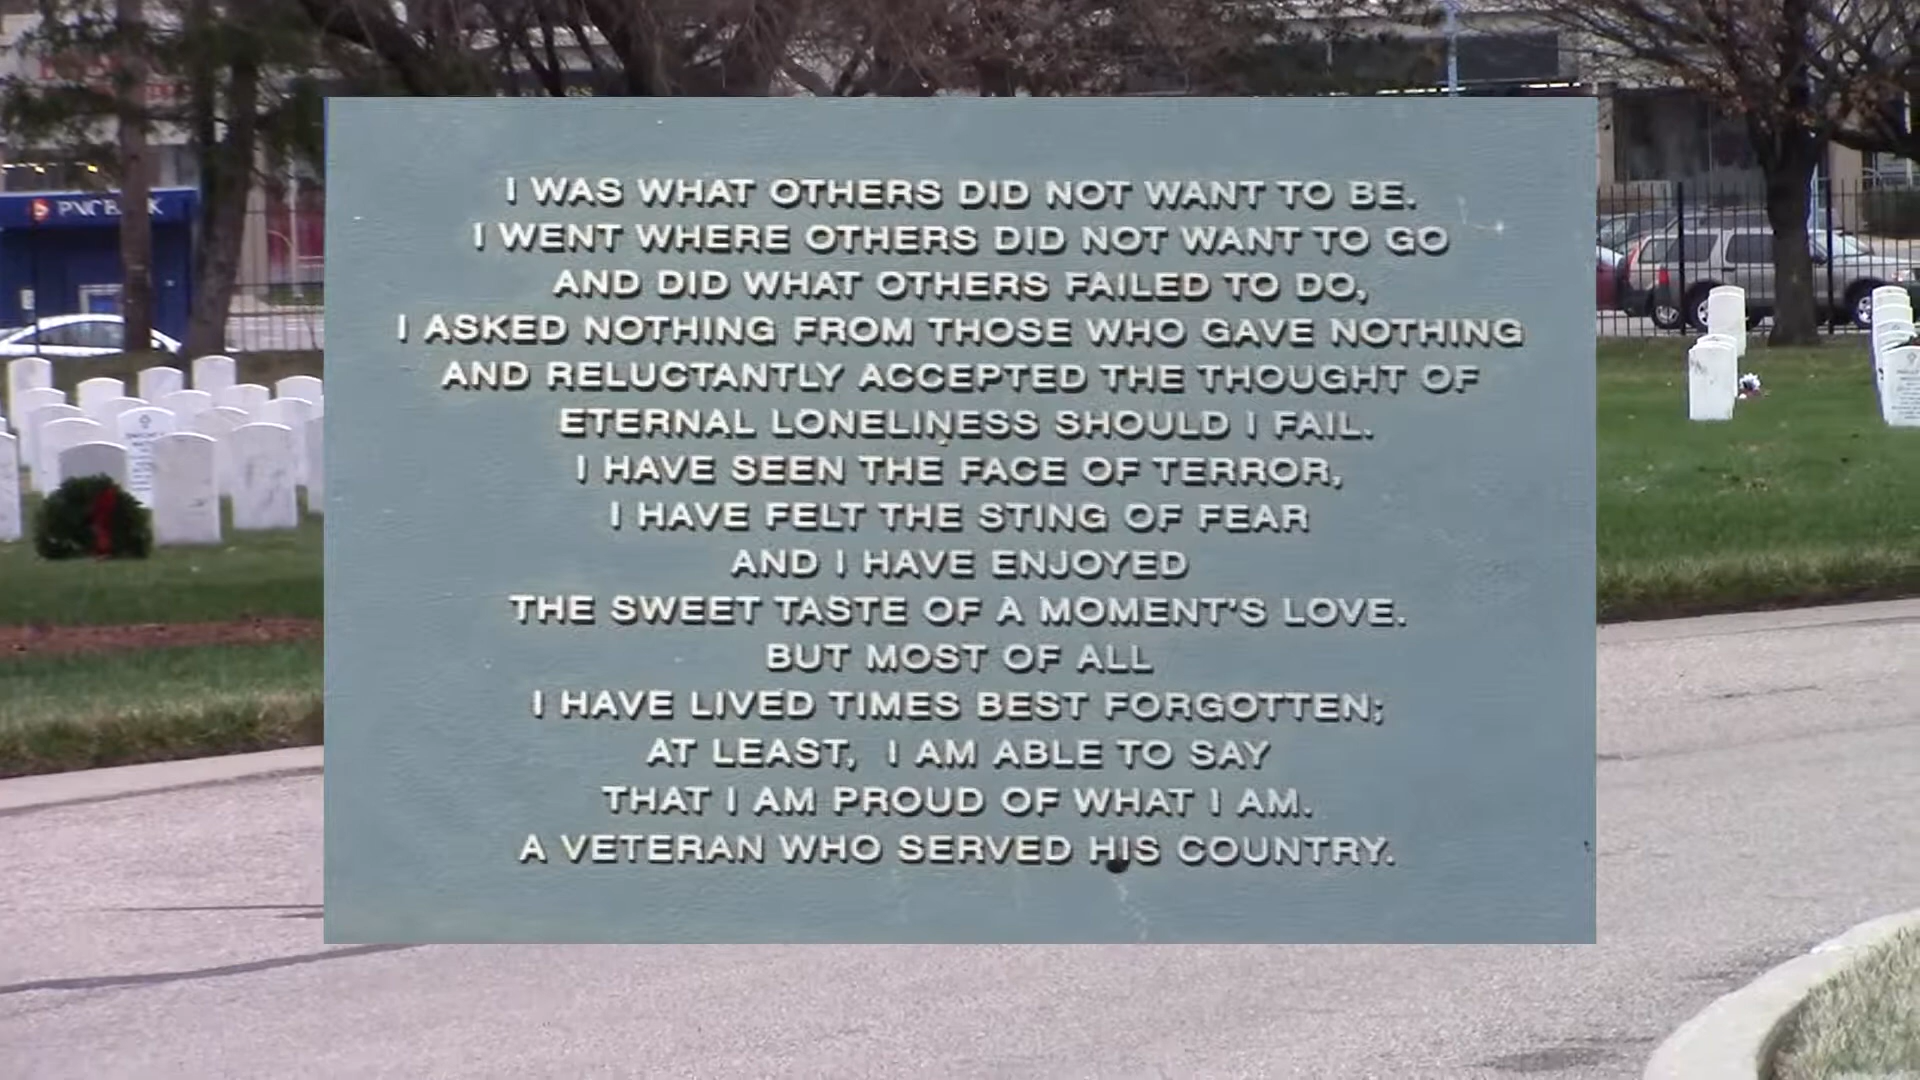 PNC BANK
I WAS WHAT OTHERS DID NOT WANT TO BE.
I WENT WHERE OTHERS DID NOT WANT TO GO
AND DID WHAT OTHERS FAILED TO DO,
I ASKED NOTHING FROM THOSE WHO GAVE NOTHING
AND RELUCTANTLY ACCEPTED THE THOUGHT OF
ETERNAL LONELINESS SHOULD I FAIL.
I HAVE SEEN THE FACE OF TERROR,
I HAVE FELT THE STING OF FEAR
AND I HAVE ENJOYED
THE SWEET TASTE OF A MOMENT'S LOVE.
BUT MOST OF ALL
I HAVE LIVED TIMES BEST FORGOTTEN;
AT LEAST, I AM ABLE TO SAY
THAT I AM PROUD OF WHAT I AM.
A VETERAN WHO SERVED HIS COUNTRY.